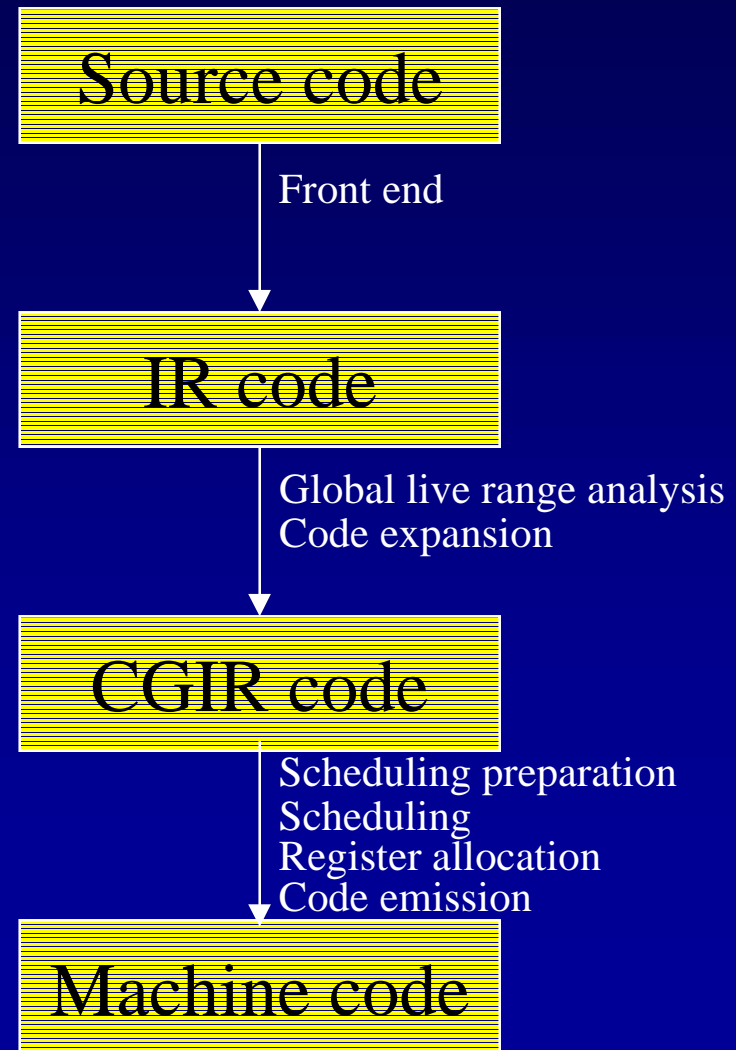 Source code
Front end
IR code
Global live range analysis
Code expansion
CGIR code
Scheduling preparation
Scheduling
Register allocation
Code emission
Machine code